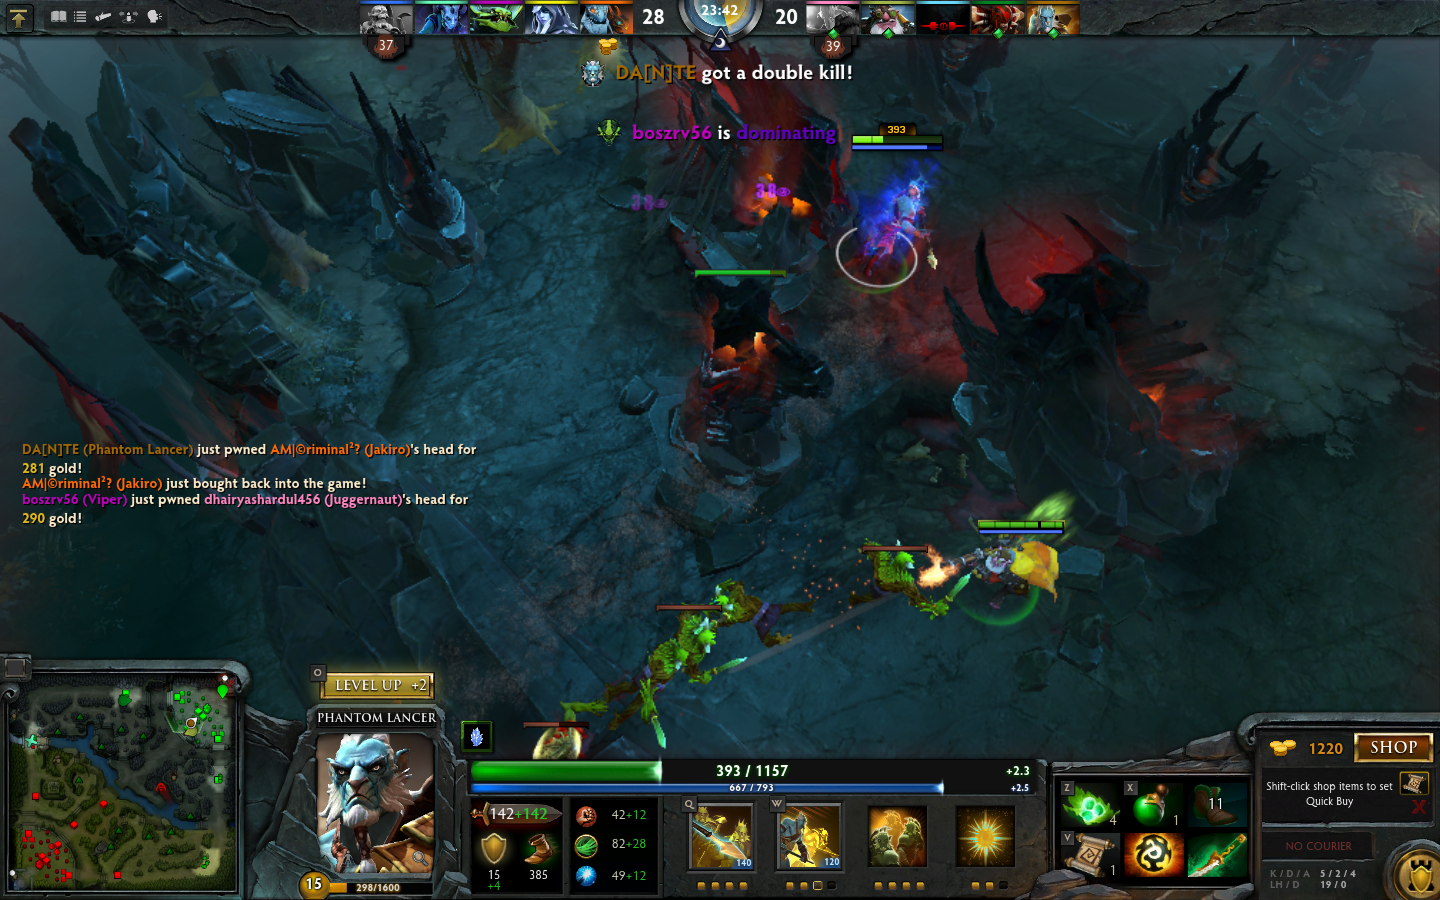 28
23:42
20
37
39
DA[N]TE got a double kill!
boszrv56 is dominating
393
38
38
DA[N]TE (Phantom Lancer) just pwned AM|©riminal²? (Jakiro)'s head for
281 gold!
AM|©riminal²? (Jakiro) just bought back into the game!
boszrv56 (Viper) just pwned dhairyashardul456 (Juggernaut)'s head for
290 gold!
O
LEVEL UP +2
PHANTOM LANCER
15
298/1600
393 / 1157
+2.3
667 / 793
+2.5
142+142
15
+4
385
42+12
82+28
49+12
Q
140
W
120
Z
4
X
1
11
V
1
1220
SHOP
Shift-click shop items to set
Quick Buy
NO COURIER
K / D / A 5 / 2 / 4
LH / D 19 / 0